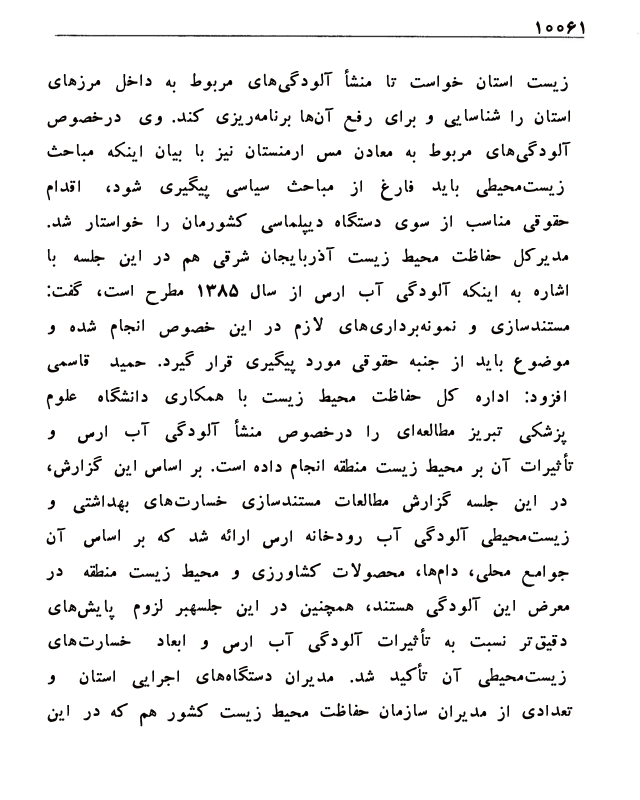 ۱۰۰۶۱
زیست استان خواست تا منشأ آلودگی‌های مربوط به داخل مرزهای
استان را شناسایی و برای رفع آن‌ها برنامه‌ریزی کند. وی درخصوص
آلودگی‌های مربوط به معادن مس ارمنستان نیز با بیان اینکه مباحث
زیست‌محیطی باید فارغ از مباحث سیاسی پیگیری شود، اقدام
حقوقی مناسب از سوی دستگاه دیپلماسی کشورمان را خواستار شد.
مدیرکل حفاظت محیط زیست آذربایجان شرقی هم در این جلسه با
اشاره به اینکه آلودگی آب ارس از سال ۱۳۸۵ مطرح است، گفت:
مستندسازی و نمونه‌برداری‌های لازم در این خصوص انجام شده و
موضوع باید از جنبه حقوقی مورد پیگیری قرار گیرد. حمید قاسمی
افزود: اداره کل حفاظت محیط زیست با همکاری دانشگاه علوم
پزشکی تبریز مطالعه‌ای را درخصوص منشأ آلودگی آب ارس و
تأثیرات آن بر محیط زیست منطقه انجام داده است. بر اساس این گزارش،
در این جلسه گزارش مطالعات مستندسازی خسارت‌های بهداشتی و
زیست‌محیطی آلودگی آب رودخانه ارس ارائه شد که بر اساس آن
جوامع محلی، دام‌ها، محصولات کشاورزی و محیط زیست منطقه در
معرض این آلودگی هستند، همچنین در این جلسهبر لزوم پایش‌های
دقیق‌تر نسبت به تأثیرات آلودگی آب ارس و ابعاد خسارت‌های
زیست‌محیطی آن تأکید شد. مدیران دستگاه‌های اجرایی استان و
تعدادی از مدیران سازمان حفاظت محیط زیست کشور هم که در این